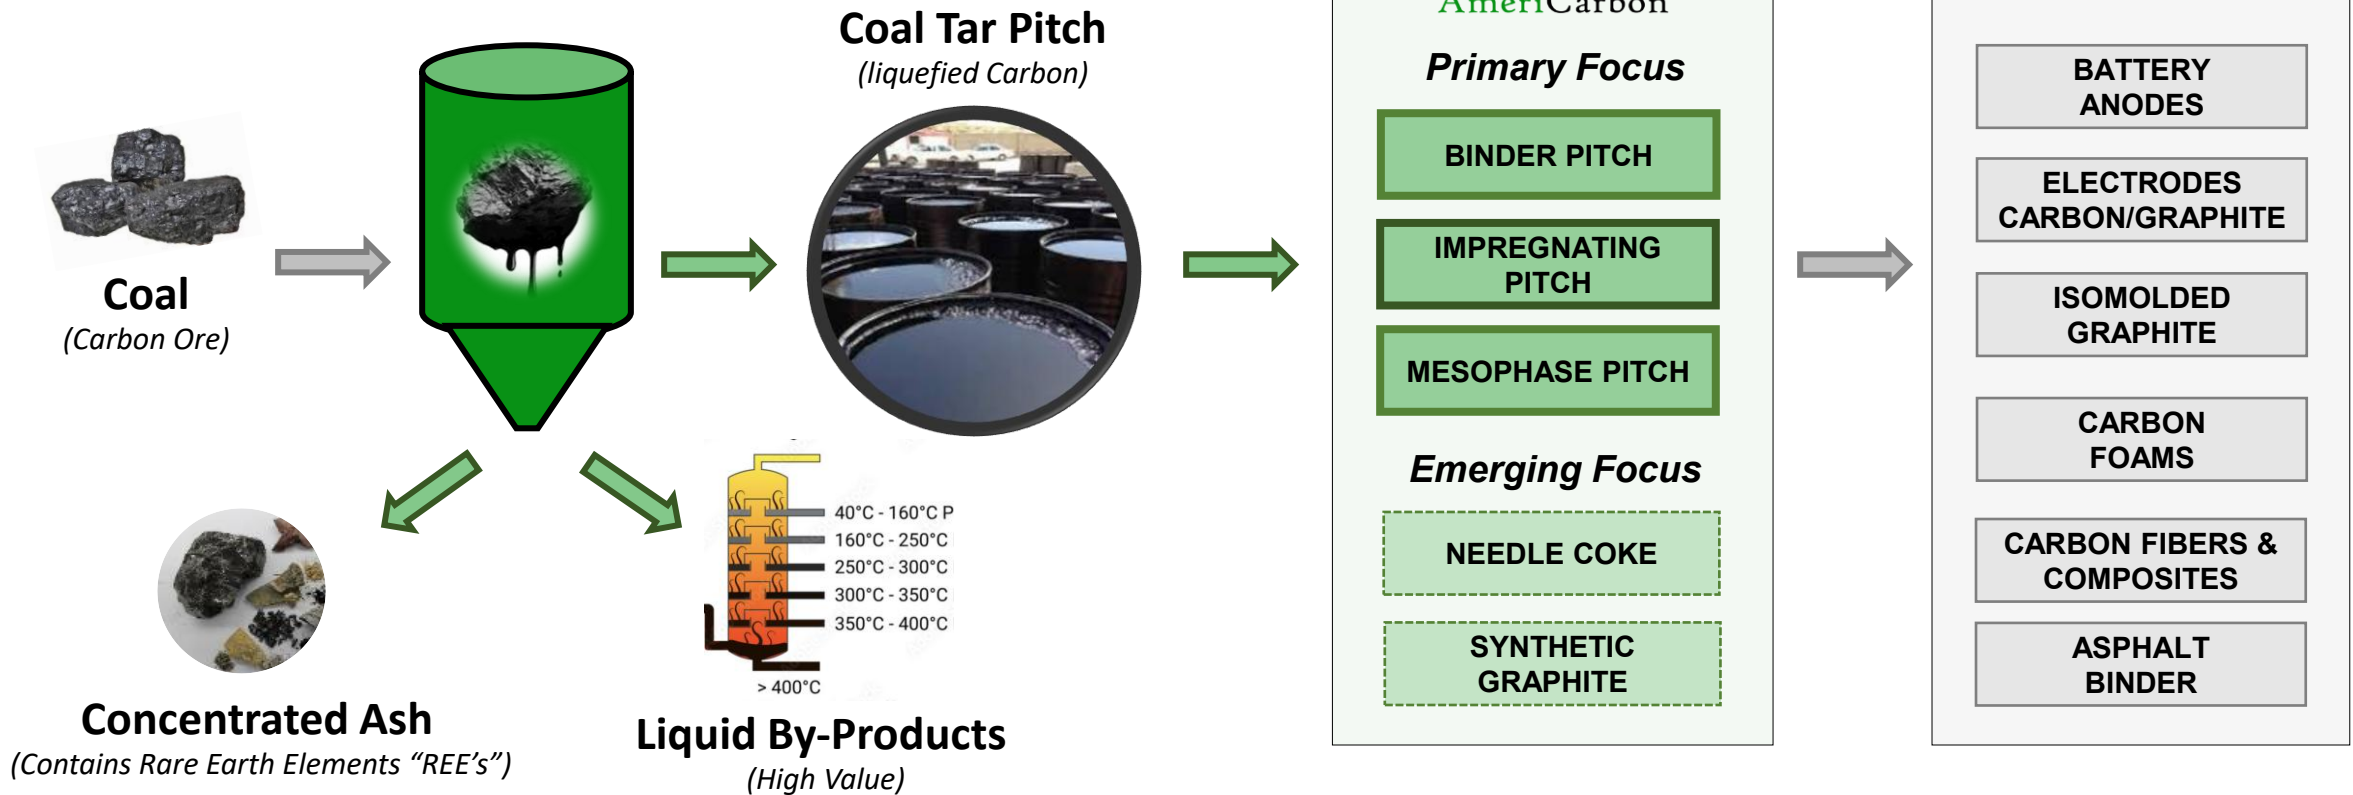 Coal Tar Pitch
(liquefied Carbon)
Coal
(Carbon Ore)
Concentrated Ash
(Contains Rare Earth Elements “REE’s”)
40°C - 160°C P
160°C - 250°C
250°C - 300°C
300°C - 350°C
350°C - 400°C
> 400°C
Liquid By-Products
(High Value)
AmeriCarbon
Primary Focus
BINDER PITCH
IMPREGNATING
PITCH
MESOPHASE PITCH
Emerging Focus
NEEDLE COKE
SYNTHETIC
GRAPHITE
BATTERY
ANODES
ELECTRODES
CARBON/GRAPHITE
ISOMOLDED
GRAPHITE
CARBON
FOAMS
CARBON FIBERS &
COMPOSITES
ASPHALT
BINDER